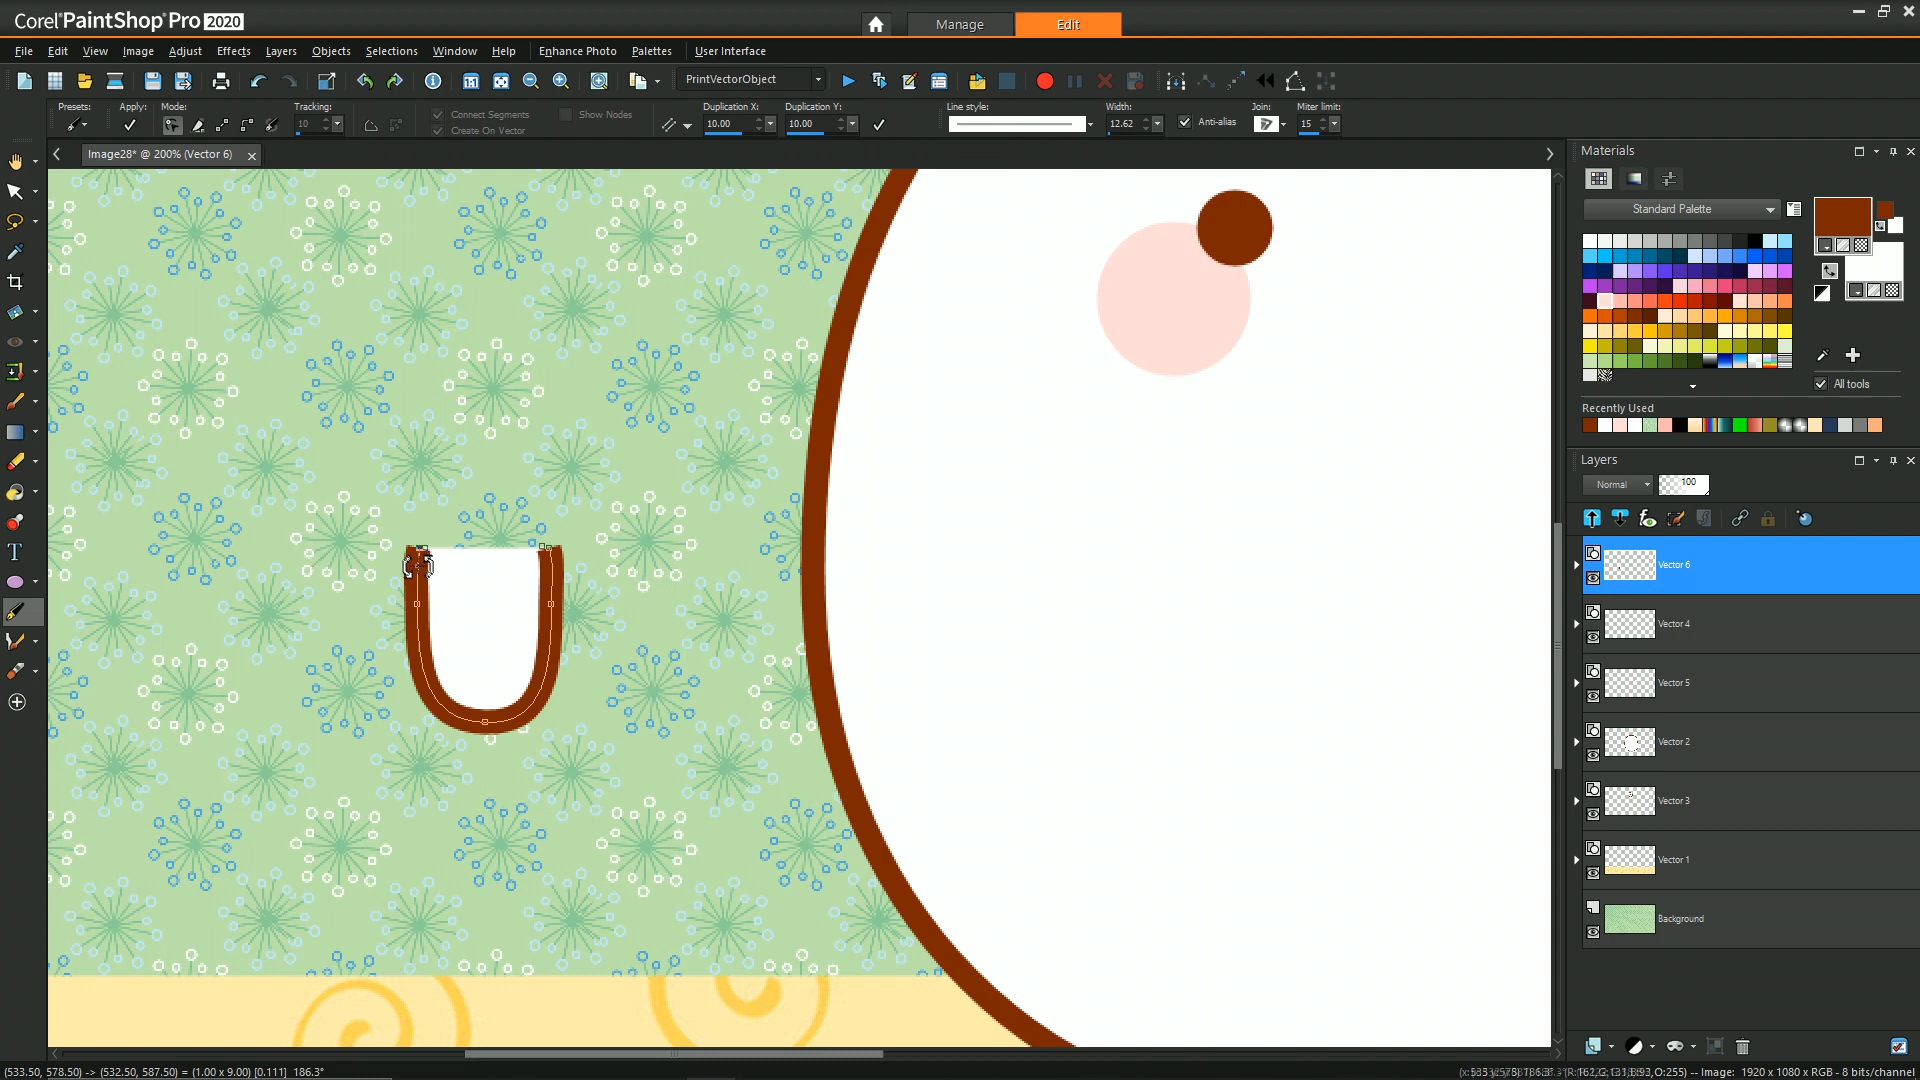 Corel PaintShop Pro 2020
Manage
Edit
File Edit View Image Adjust Effects Layers Objects Selections Window Help Enhance Photo Palettes User Interface
PrintVectorObject
Presets: Apply: Mode: Tracking: Connect Segments Show Nodes Duplication X: Duplication Y: Line style: Width: Join: Miter limit:
10 10.00 10.00 12.62 Anti-alias 15
Create On Vector
Image28* @ 200% (Vector 6)
Materials
Standard Palette
All tools
Recently Used
Layers
Normal 100
Vector 6
Vector 4
Vector 5
Vector 2
Vector 3
Vector 1
Background
(533.50, 578.50) -> (532.50, 587.50) = (1.00 x 9.00) [0.111] 186.3°
-- Image: 1920 x 1080 x RGB - 8 bits/channel